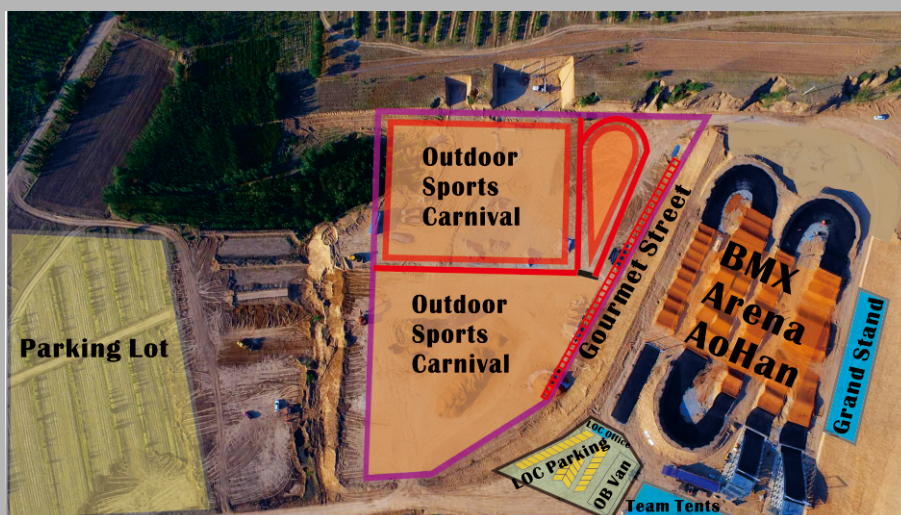 Outdoor
Sports
Carnival
Outdoor
Sports
Carnival
Gourmet Street
BMX
Arena
AoHan
Grand Stand
Parking Lot
LOC Office
LOC Parking
OB Van
Team Tents